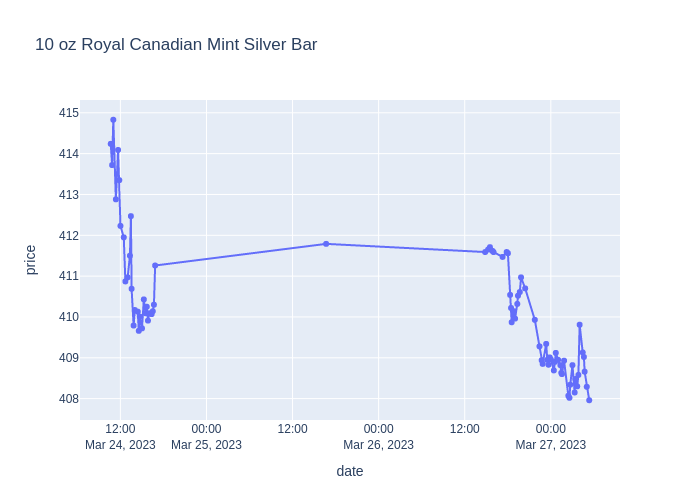 10 oz Royal Canadian Mint Silver Bar
price
415
414
413
412
411
410
409
408
12:00 00:00 12:00 00:00 12:00 00:00
Mar 24, 2023 Mar 25, 2023 Mar 26, 2023 Mar 27, 2023
date